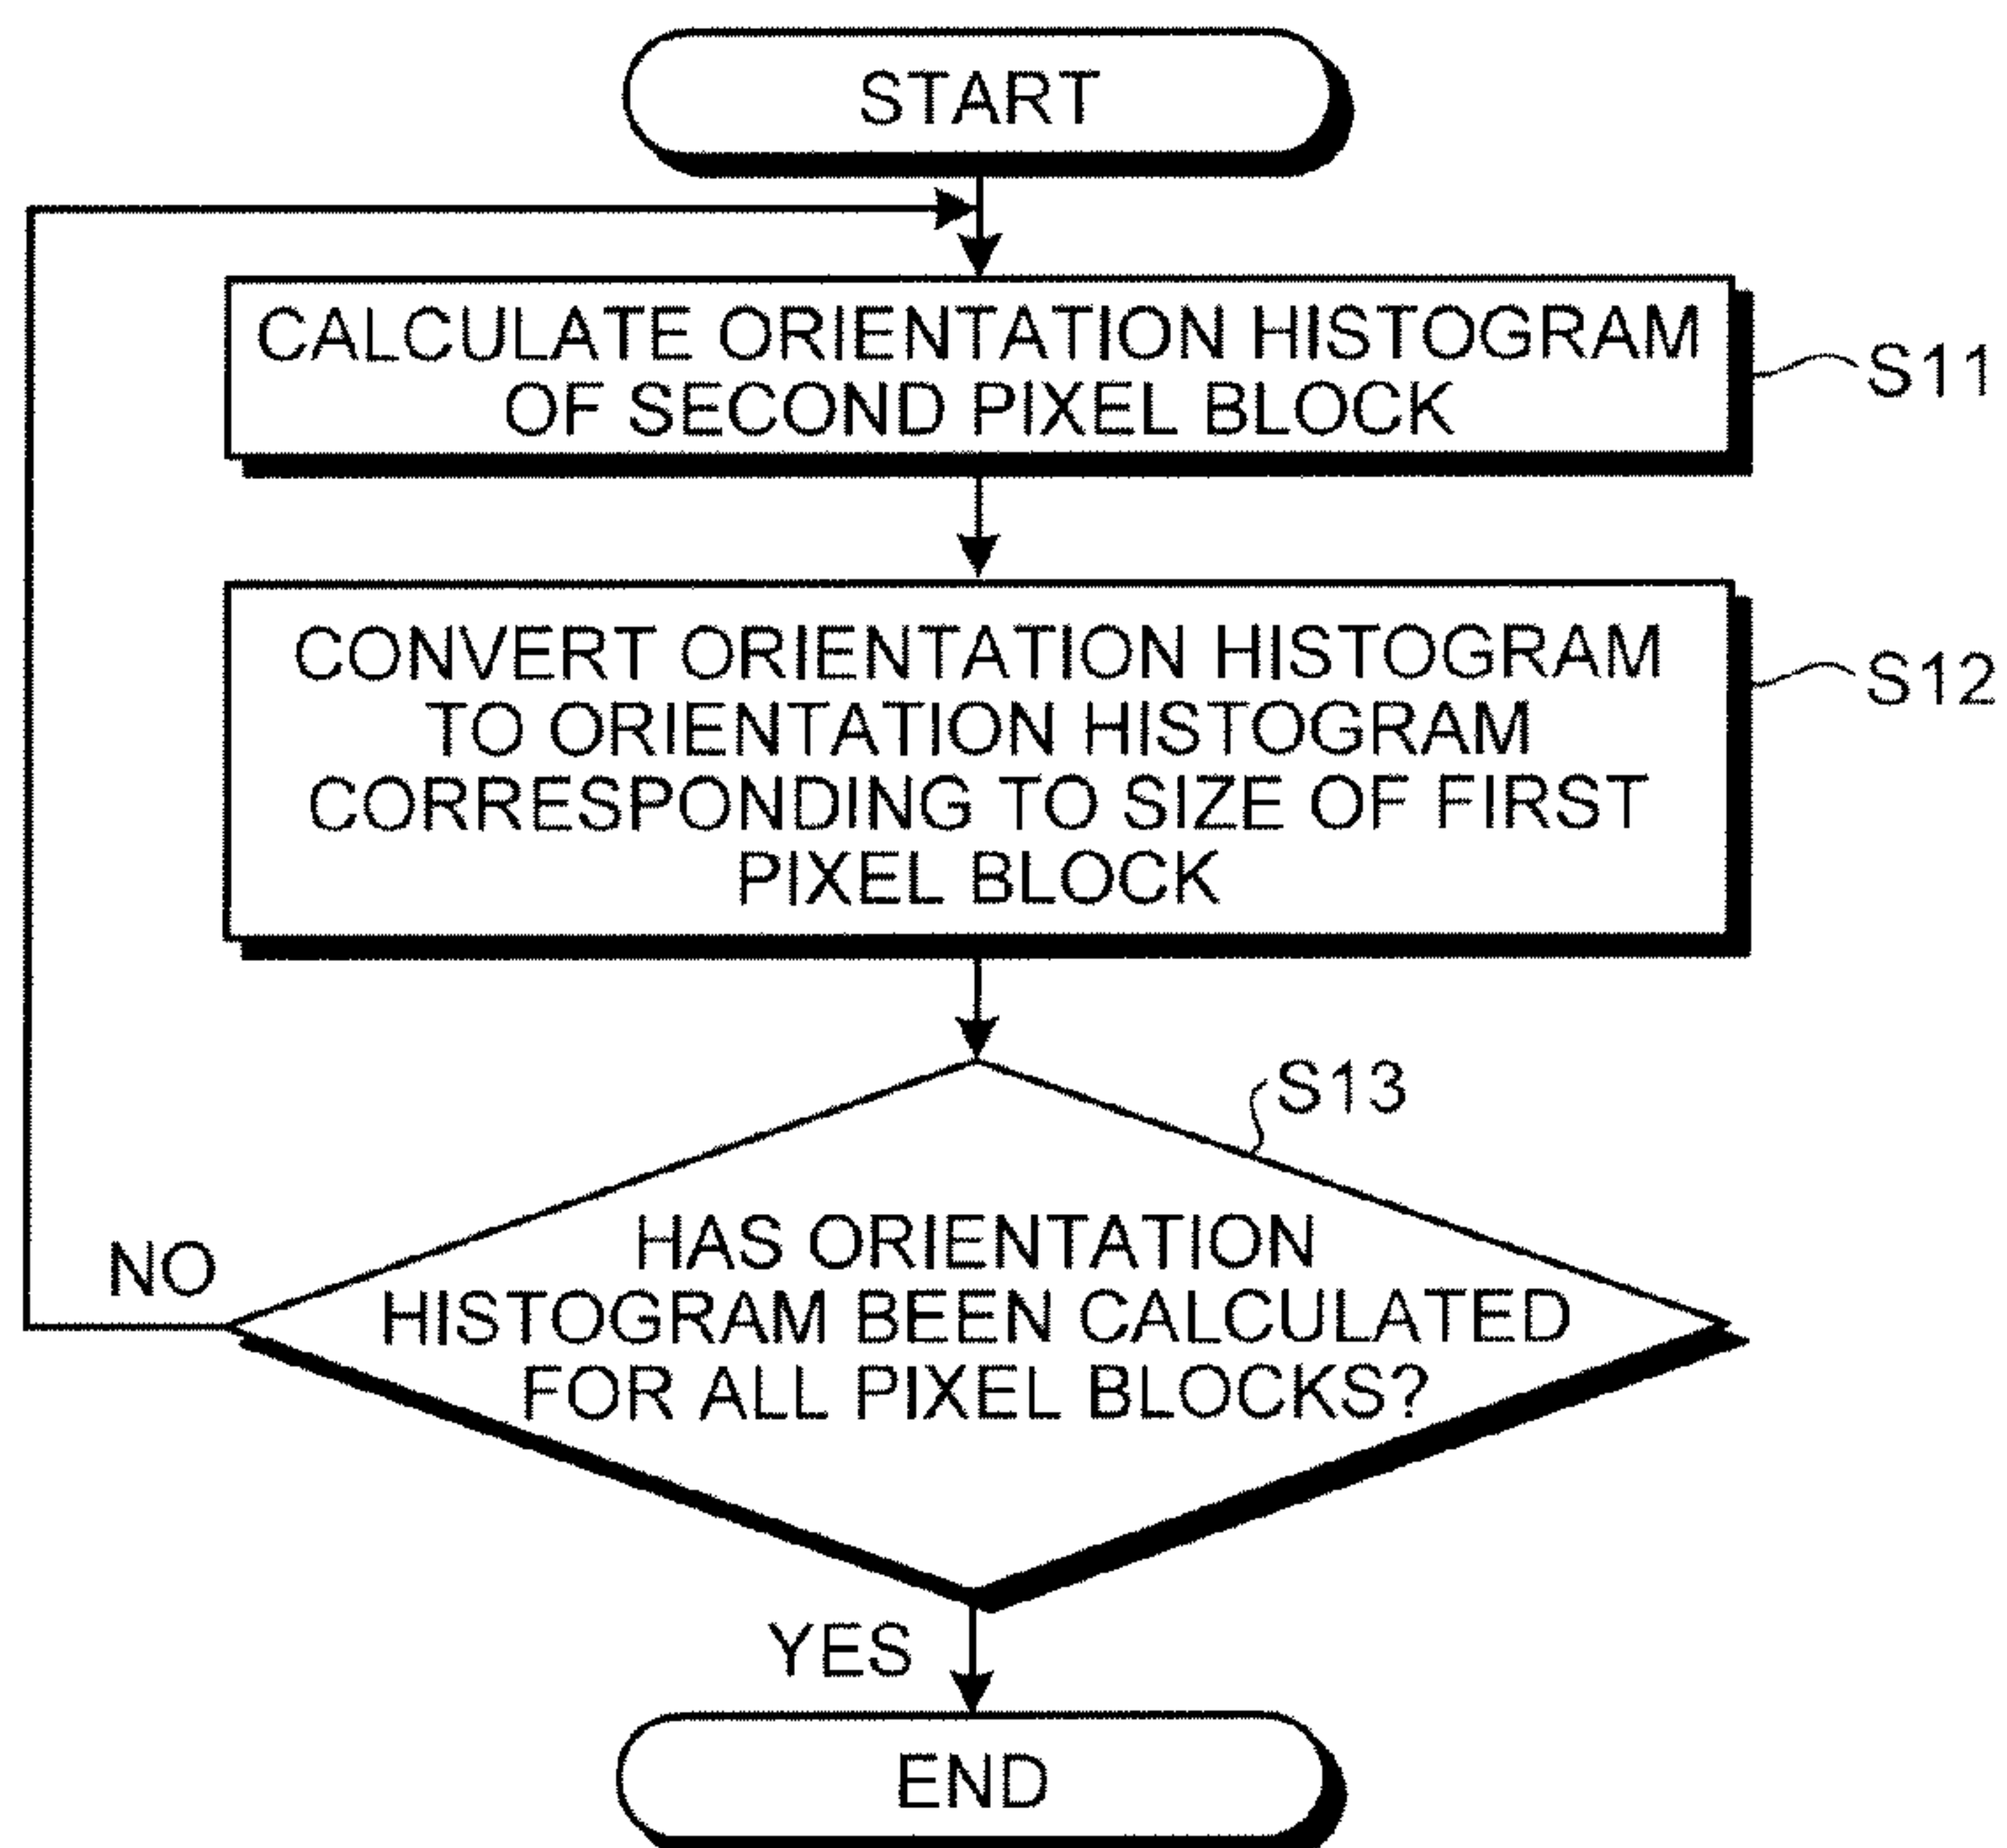 START
CALCULATE ORIENTATION HISTOGRAM
OF SECOND PIXEL BLOCK
S11
CONVERT ORIENTATION HISTOGRAM
TO ORIENTATION HISTOGRAM
CORRESPONDING TO SIZE OF FIRST
PIXEL BLOCK
S12
S13
HAS ORIENTATION
HISTOGRAM BEEN CALCULATED
FOR ALL PIXEL BLOCKS?
NO
YES
END